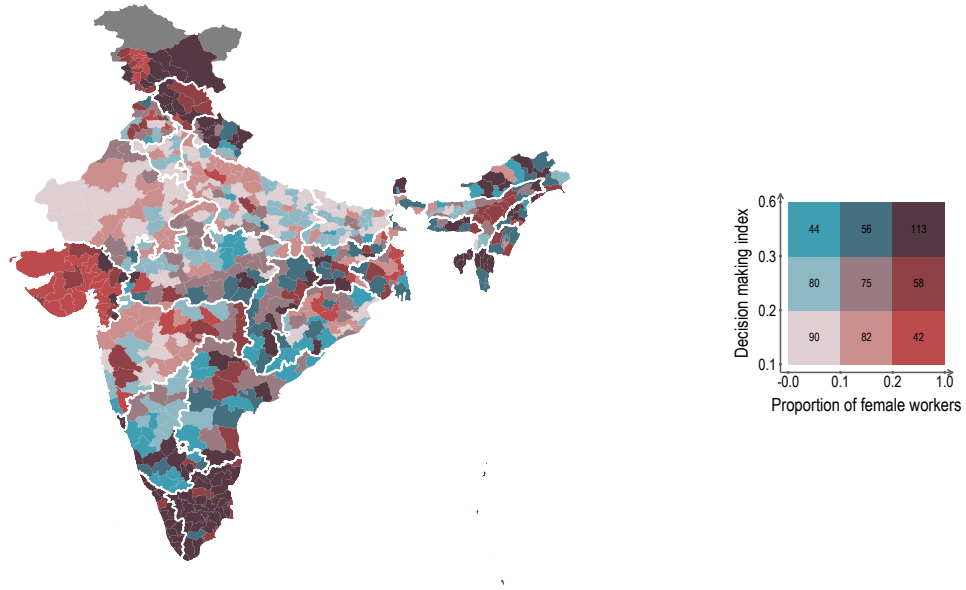 0.6
44 56 113
0.3
80 75 58
0.2
90 82 42
0.1
Decision making index
-0.0 0.1 0.2 1.0
Proportion of female workers